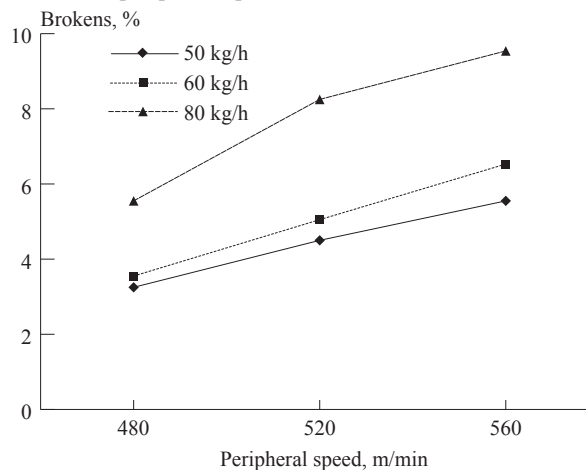 Brokens, %
10
50 kg/h
60 kg/h
8
80 kg/h
6
4
2
0
480
520
560
Peripheral speed, m/min